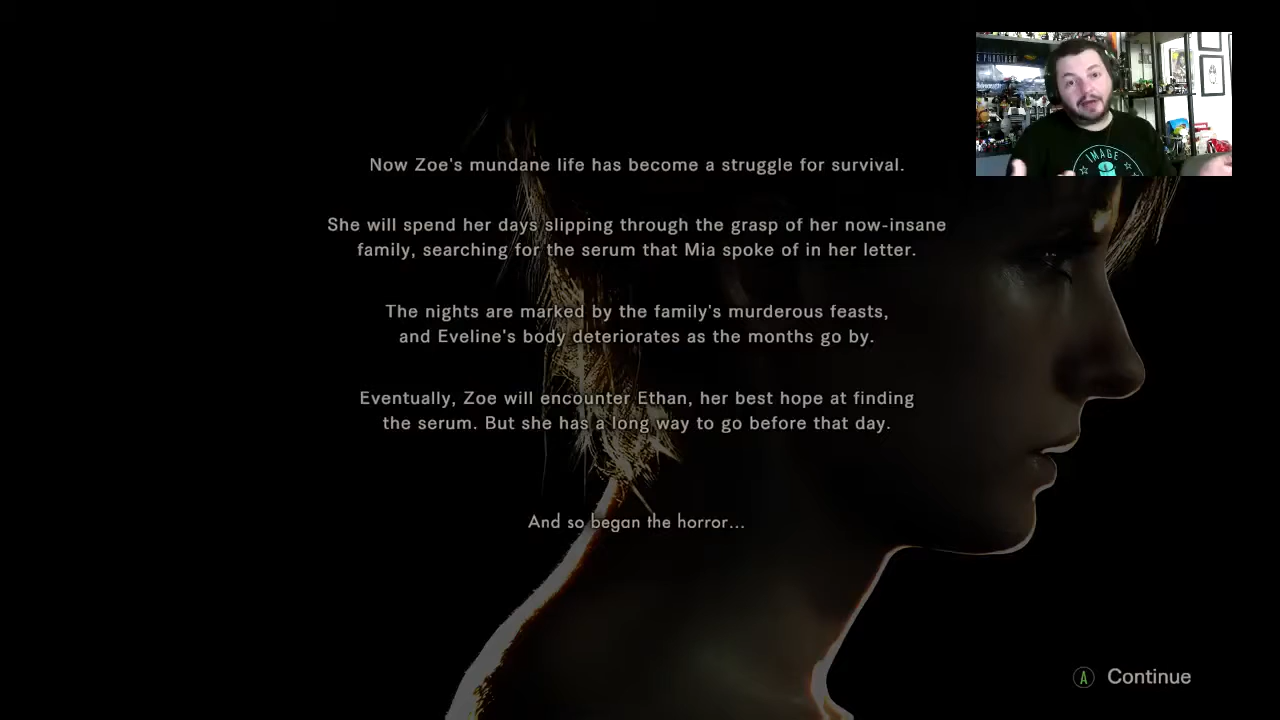 Now Zoe's mundane life has become a struggle for survival.
She will spend her days slipping through the grasp of her now-insane
family, searching for the serum that Mia spoke of in her letter.
The nights are marked by the family's murderous feasts,
and Eveline's body deteriorates as the months go by.
Eventually, Zoe will encounter Ethan, her best hope at finding
the serum. But she has a long way to go before that day.
And so began the horror...
A Continue
IMAGE